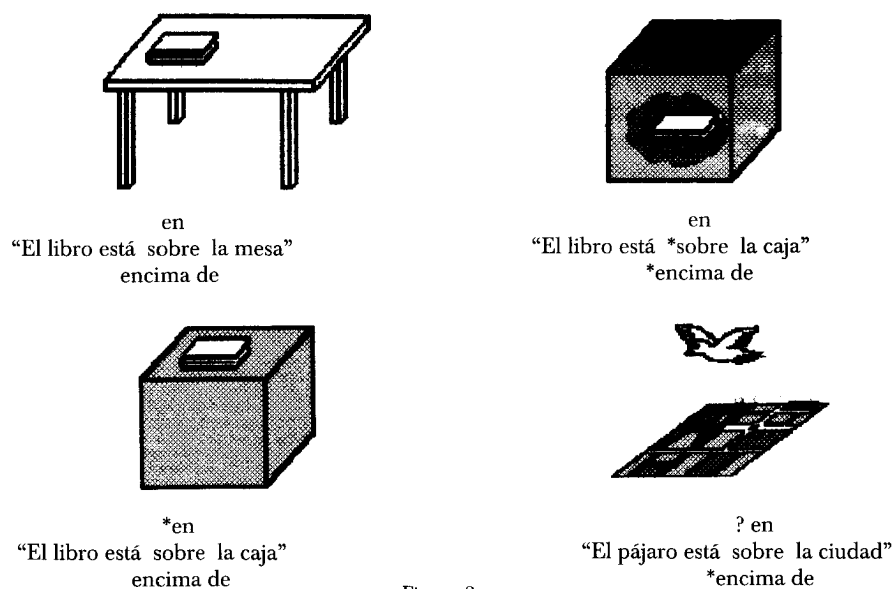 en
“El libro está sobre la mesa”
encima de
en
“El libro está *sobre la caja”
*encima de
*en
“El libro está sobre la caja”
encima de
? en
“El pájaro está sobre la ciudad”
*encima de